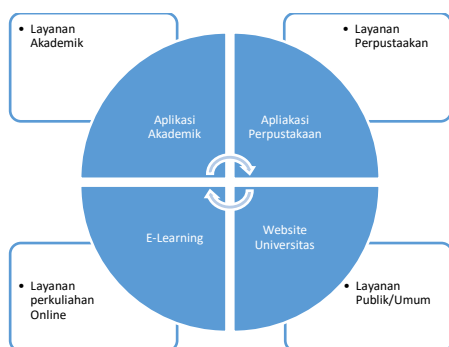 • Layanan
Akademik
• Layanan
Perpustaakan
Aplikasi
Akademik
Apliakasi
Perpustakaan
E-Learning
Website
Universitas
• Layanan
perkuliahan
Online
• Layanan
Publik/Umum